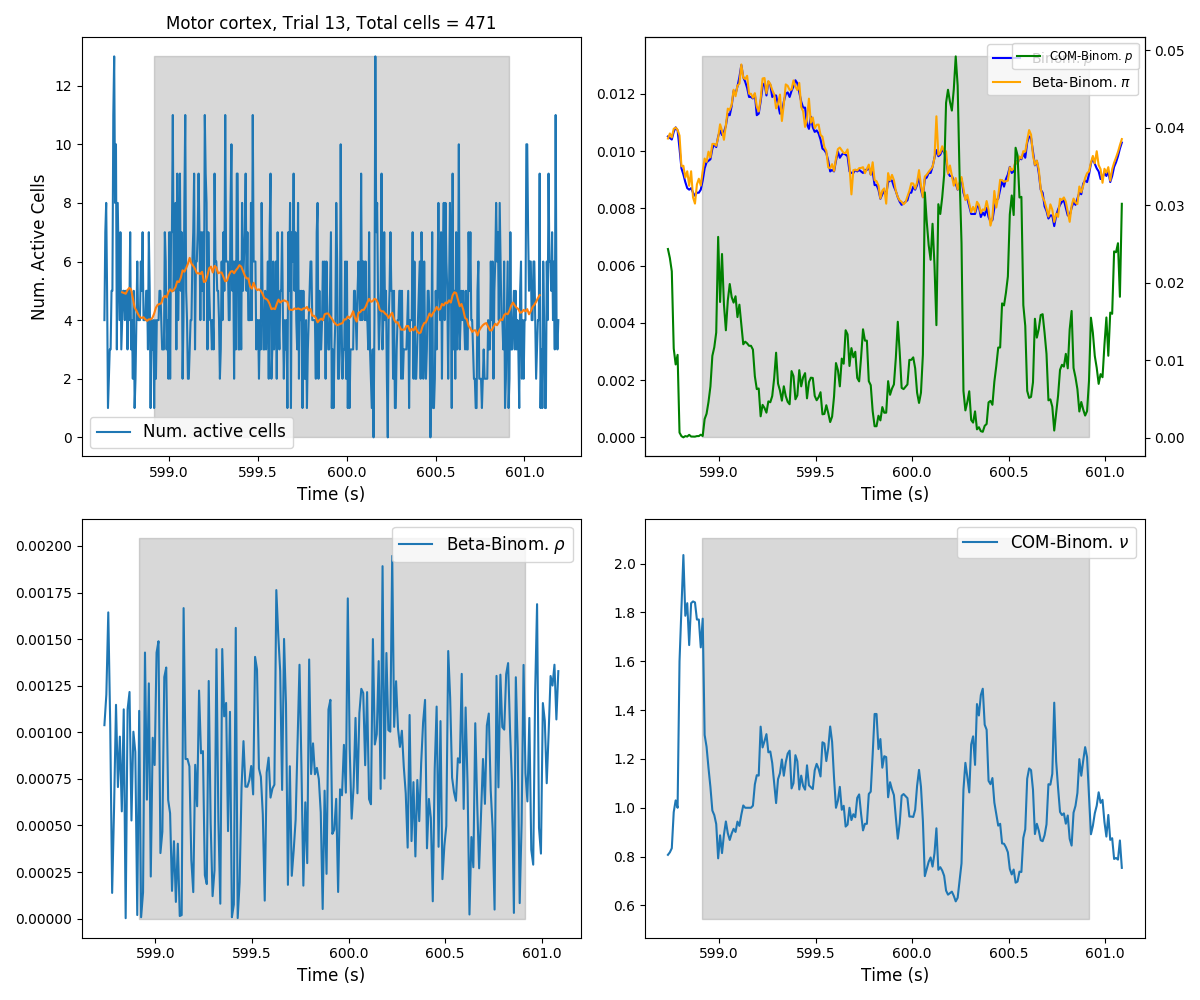 Motor cortex, Trial 13, Total cells = 471
Num. Active Cells
12
10
8
6
4
2
0
Num. active cells
599.0 599.5 600.0 600.5 601.0
Time (s)
0.012
0.010
0.008
0.006
0.004
0.002
0.000
COM-Binom. p
Beta-Binom. π
0.05
0.04
0.03
0.02
0.01
0.00
599.0 599.5 600.0 600.5 601.0
Time (s)
0.00200
0.00175
0.00150
0.00125
0.00100
0.00075
0.00050
0.00025
0.00000
Beta-Binom. ρ
599.0 599.5 600.0 600.5 601.0
Time (s)
2.0
1.8
1.6
1.4
1.2
1.0
0.8
0.6
COM-Binom. ν
599.0 599.5 600.0 600.5 601.0
Time (s)